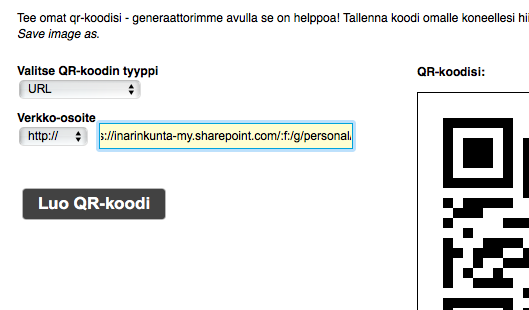 Tee omat qr-koodisi - generaattorimme avulla se on helppoa! Tallenna koodi omalle koneellesi
Save image as.
Valitse QR-koodin tyyppi
QR-koodisi:
URL
Verkko-osoite
http://
s://inarinkunta-my.sharepoint.com/:f:/g/personal/
Luo QR-koodi